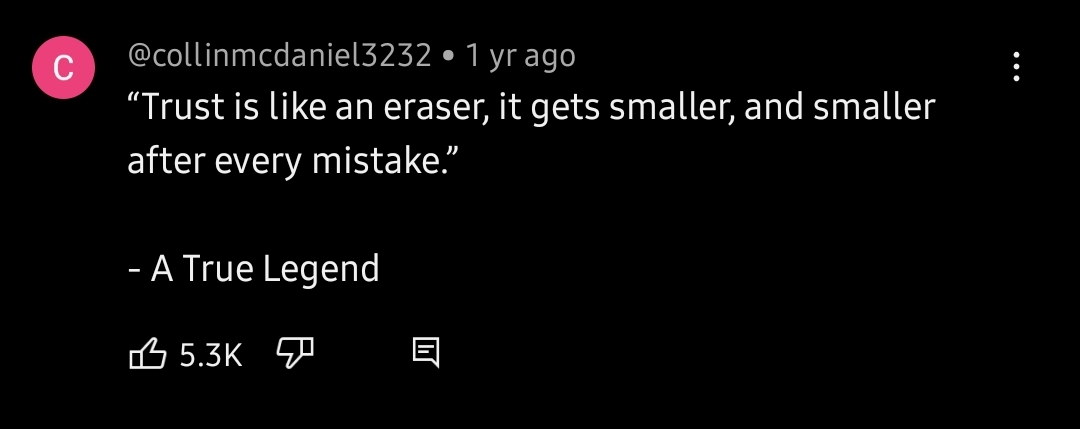 C
@collinmcdaniel3232 • 1 yr ago
“Trust is like an eraser, it gets smaller, and smaller
after every mistake.”
- A True Legend
5.3K